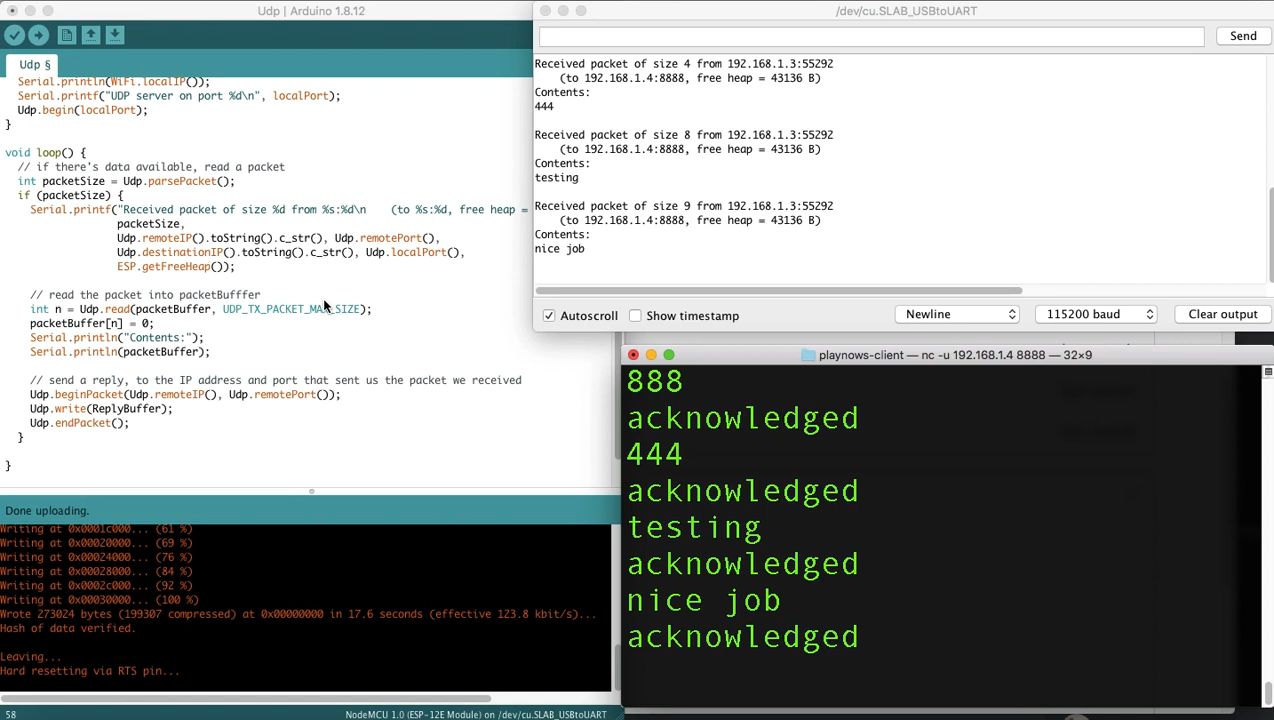 Udp | Arduino 1.8.12
Udp §
Serial.println(WiFi.localIP());
Serial.printf("UDP server on port %d\n", localPort);
Udp.begin(localPort);
}
void loop() {
// if there's data available, read a packet
int packetSize = Udp.parsePacket();
if (packetSize) {
Serial.printf("Received packet of size %d from %s:%d\n    (to %s:%d, free heap =
packetSize,
Udp.remoteIP().toString().c_str(), Udp.remotePort(),
Udp.destinationIP().toString().c_str(), Udp.localPort(),
ESP.getFreeHeap());
// read the packet into packetBufffer
int n = Udp.read(packetBuffer, UDP_TX_PACKET_MAX_SIZE);
packetBuffer[n] = 0;
Serial.println("Contents:");
Serial.println(packetBuffer);
// send a reply, to the IP address and port that sent us the packet we received
Udp.beginPacket(Udp.remoteIP(), Udp.remotePort());
Udp.write(ReplyBuffer);
Udp.endPacket();
}
}
Done uploading.
Writing at 0x0001c000... (61 %)
Writing at 0x00020000... (69 %)
Writing at 0x00024000... (76 %)
Writing at 0x00028000... (84 %)
Writing at 0x0002c000... (92 %)
Writing at 0x00030000... (100 %)
Wrote 273024 bytes (199307 compressed) at 0x00000000 in 17.6 seconds (effective 123.8 kbit/s)...
Hash of data verified.
Leaving...
Hard resetting via RTS pin...
58
NodeMCU 1.0 (ESP-12E Module) on /dev/cu.SLAB_USBtoUART
/dev/cu.SLAB_USBtoUART
Send
Received packet of size 4 from 192.168.1.3:55292
(to 192.168.1.4:8888, free heap = 43136 B)
Contents:
444
Received packet of size 8 from 192.168.1.3:55292
(to 192.168.1.4:8888, free heap = 43136 B)
Contents:
testing
Received packet of size 9 from 192.168.1.3:55292
(to 192.168.1.4:8888, free heap = 43136 B)
Contents:
nice job
Autoscroll
Show timestamp
Newline
115200 baud
Clear output
playnows-client — nc -u 192.168.1.4 8888 — 32×9
888
acknowledged
444
acknowledged
testing
acknowledged
nice job
acknowledged